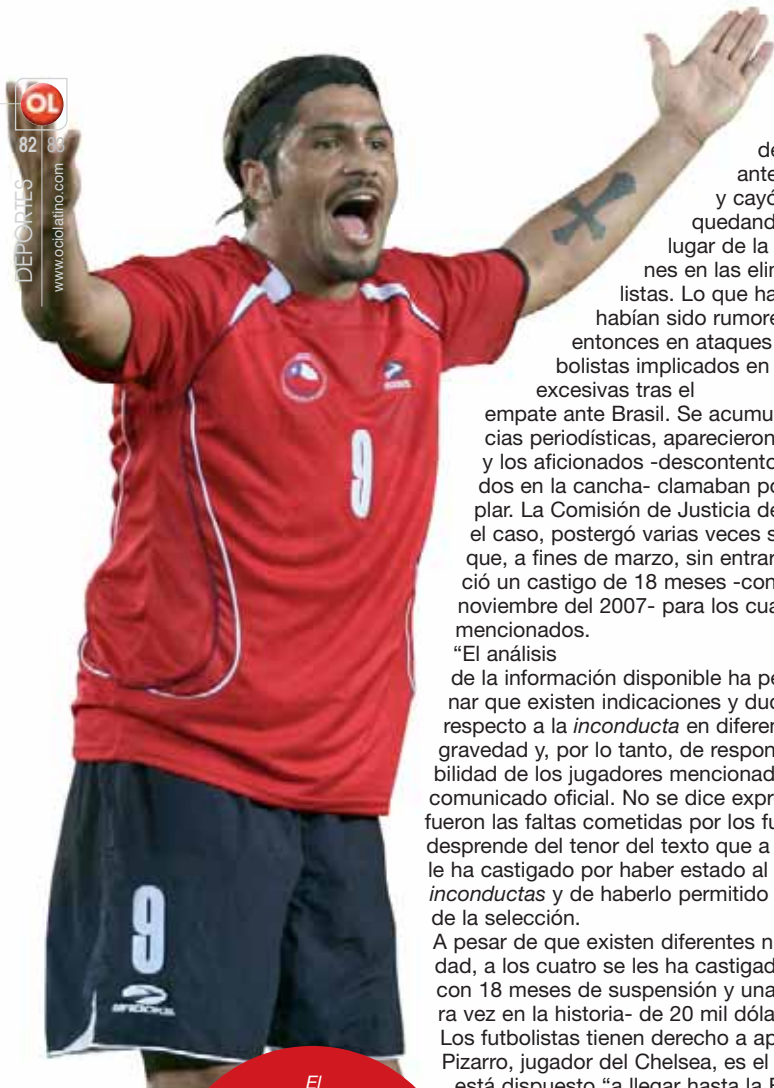 OL
82
DEPORTES
www.ociolatino.com
9
9
ante
y cayó
quedand
lugar de la
nes en las elim
listas. Lo que ha
habían sido rumore
entonces en ataques
bolistas implicados en
excesivas tras el
empate ante Brasil. Se acumu
cias periodísticas, aparecieron
y los aficionados -descontento
dos en la cancha- clamaban po
plar. La Comisión de Justicia de
el caso, postergó varias veces s
que, a fines de marzo, sin entrar
ció un castigo de 18 meses -con
noviembre del 2007- para los cua
mencionados.
“El análisis
de la información disponible ha pe
nar que existen indicaciones y dud
respecto a la inconducta en diferen
gravedad y, por lo tanto, de respon
bilidad de los jugadores mencionad
comunicado oficial. No se dice expr
fueron las faltas cometidas por los fu
desprende del tenor del texto que a
le ha castigado por haber estado al
inconductas y de haberlo permitido
de la selección.
A pesar de que existen diferentes n
dad, a los cuatro se les ha castigad
con 18 meses de suspensión y una
ra vez en la historia- de 20 mil dóla
Los futbolistas tienen derecho a ap
Pizarro, jugador del Chelsea, es el
está dispuesto “a llegar hasta la F
El